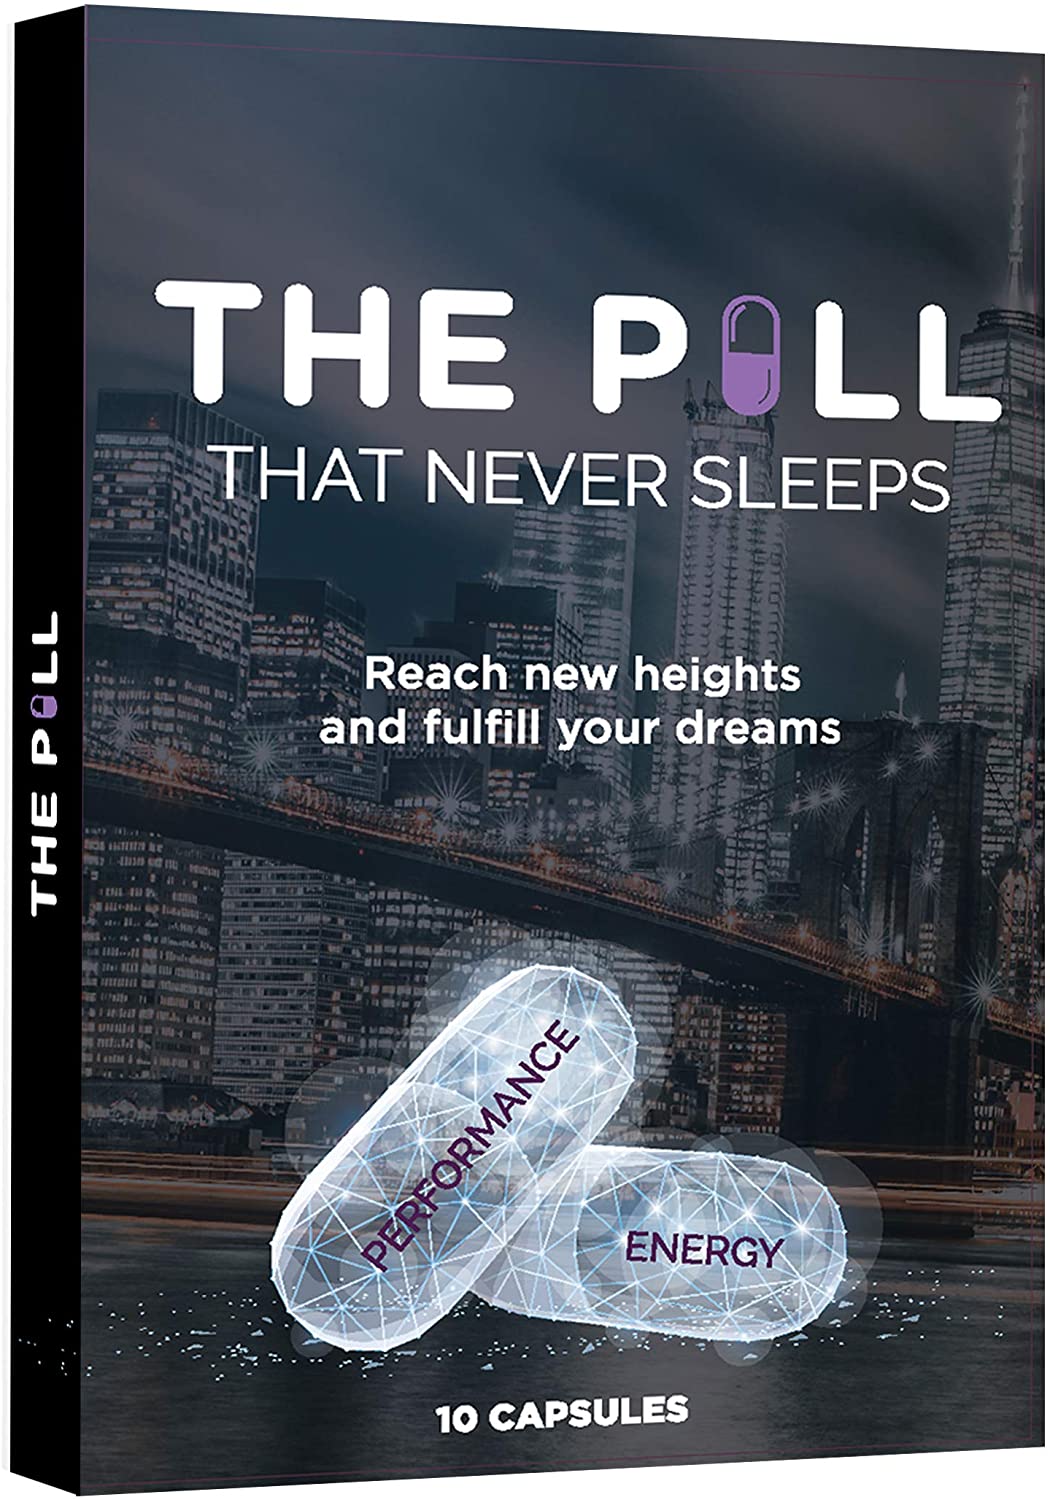 THE PILL
THAT NEVER SLEEPS
Reach new heights
and fulfill your dreams
PERFORMANCE
ENERGY
10 CAPSULES
THE PILL